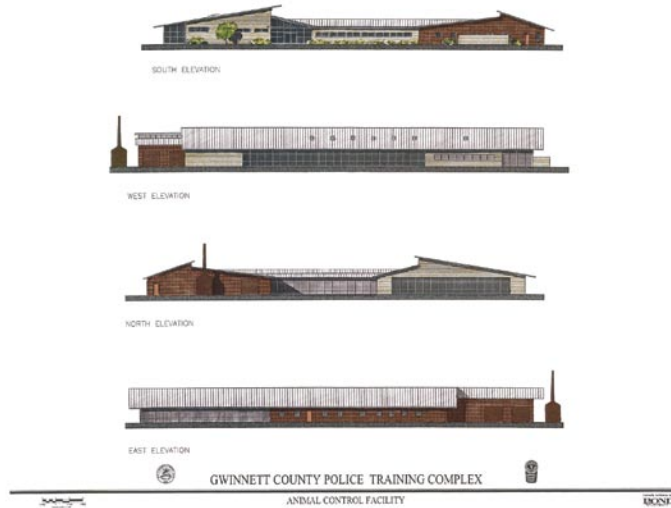 SOUTH ELEVATION
WEST ELEVATION
NORTH ELEVATION
EAST ELEVATION
GWINNETT COUNTY POLICE TRAINING COMPLEX
ANIMAL CONTROL FACILITY